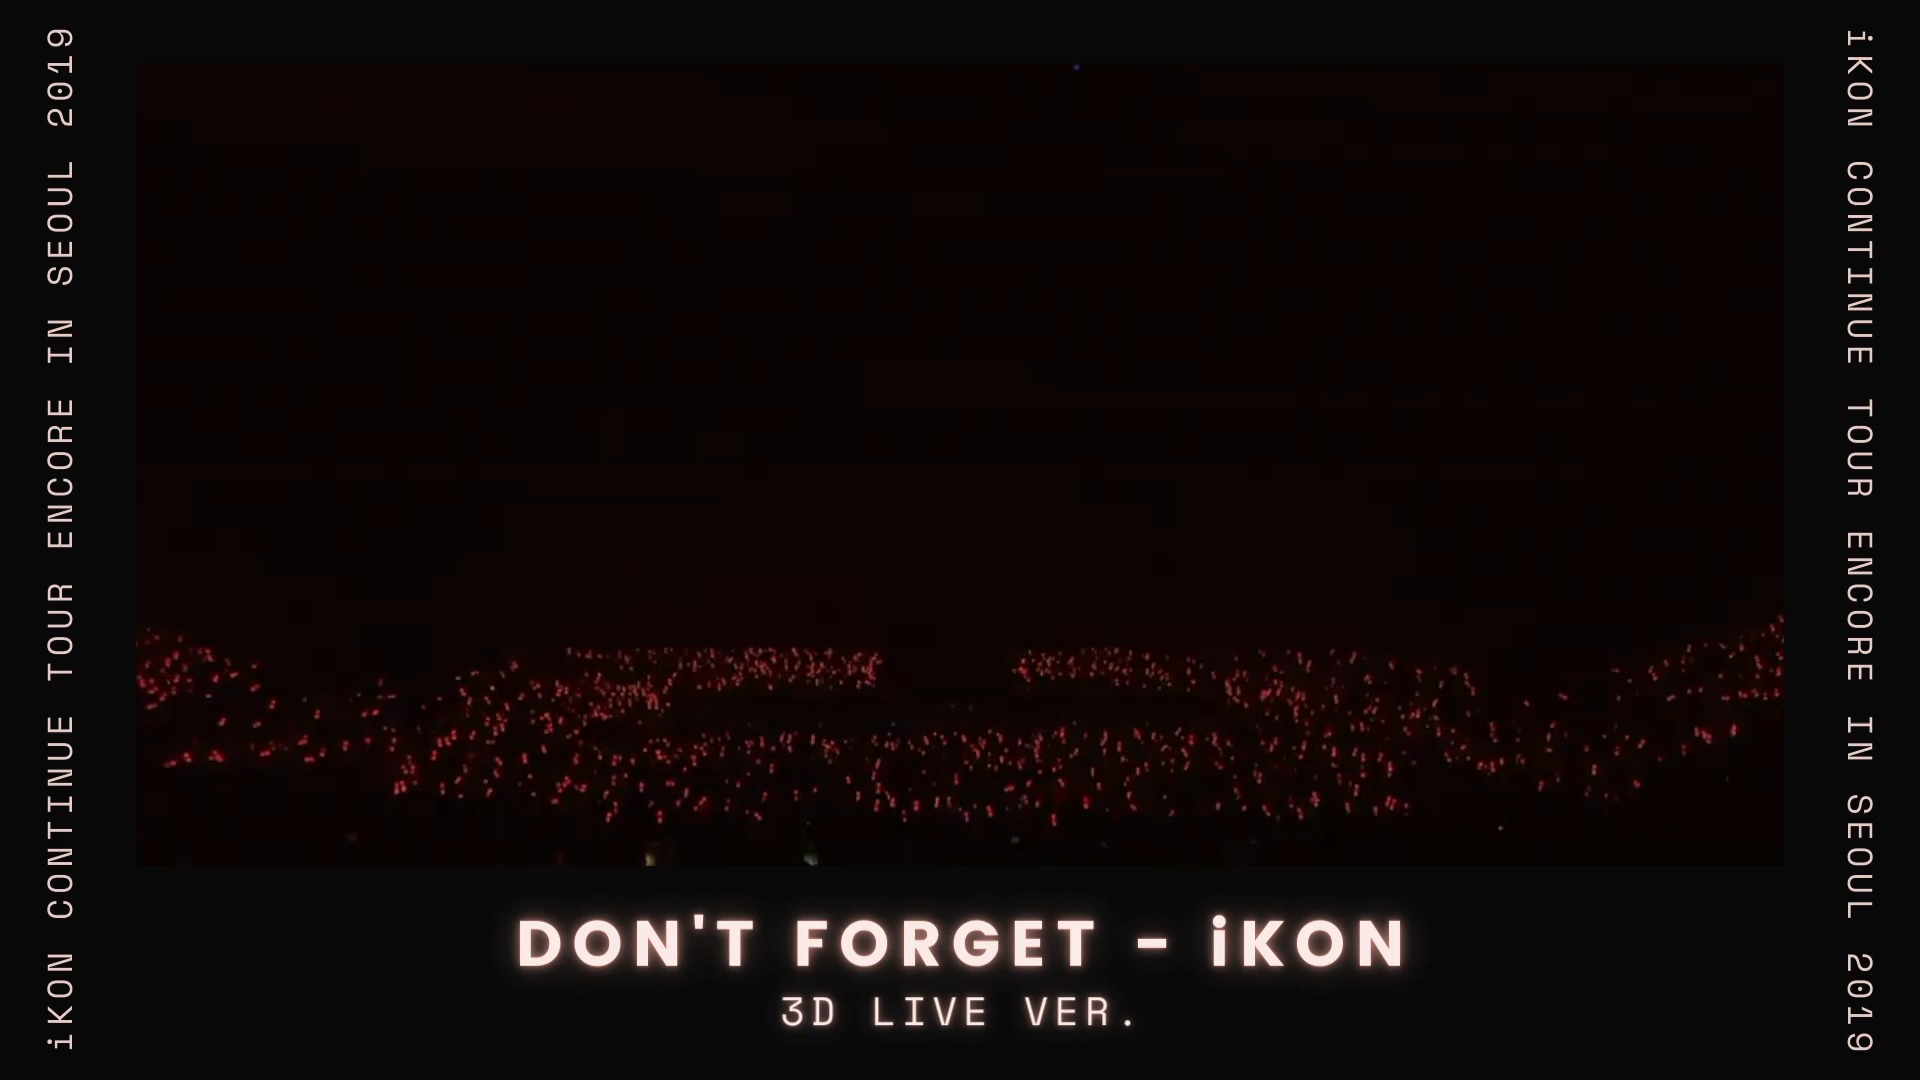 iKON CONTINUE TOUR ENCORE IN SEOUL 2019
iKON CONTINUE TOUR ENCORE IN SEOUL 2019
DON'T FORGET - iKON
3D LIVE VER.